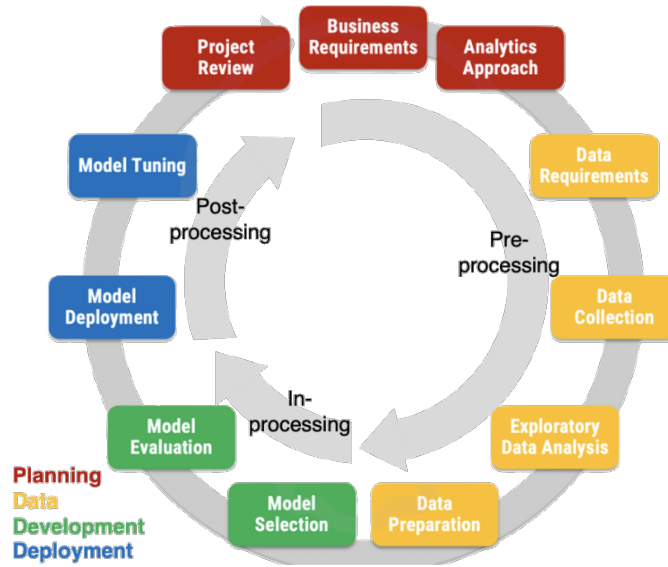 Business
Requirements
Project
Review
Analytics
Approach
Model Tuning
Data
Requirements
Post-
processing
Pre-
processing
Model
Deployment
Data
Collection
In-
processing
Model
Evaluation
Exploratory
Data Analysis
Planning
Data
Development
Deployment
Model
Selection
Data
Preparation